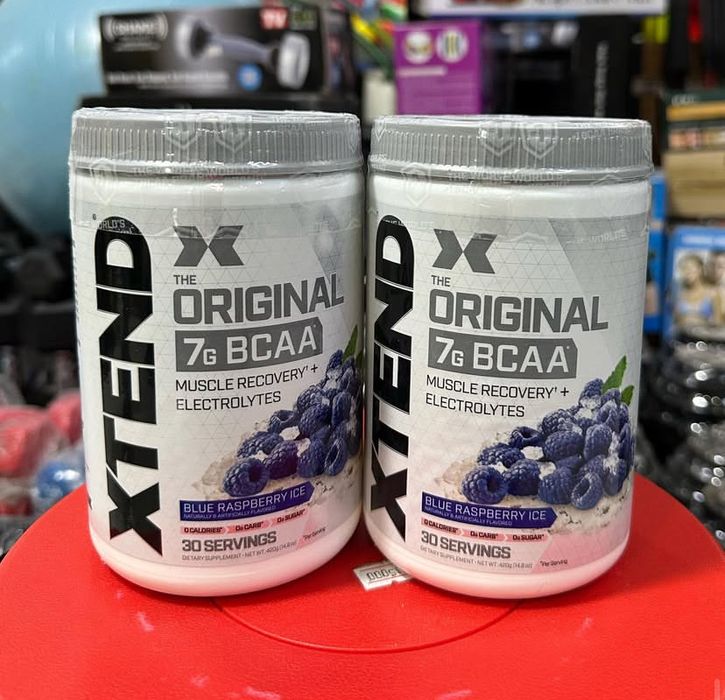 XTEND
THE
ORIGINAL
7G BCAA
MUSCLE RECOVERY† +
ELECTROLYTES
BLUE RASPBERRY ICE
NATURALLY & ARTIFICIALLY FLAVORED
0 CALORIES* 0G CARB* 0G SUGAR*
*Per Serving
30 SERVINGS
DIETARY SUPPLEMENT • NET WT. 420g (14.8 oz)
XTEND
THE
ORIGINAL
7G BCAA
MUSCLE RECOVERY† +
ELECTROLYTES
BLUE RASPBERRY ICE
NATURALLY & ARTIFICIALLY FLAVORED
0 CALORIES* 0G CARB* 0G SUGAR*
*Per Serving
30 SERVINGS
DIETARY SUPPLEMENT • NET WT. 420g (14.8 oz)